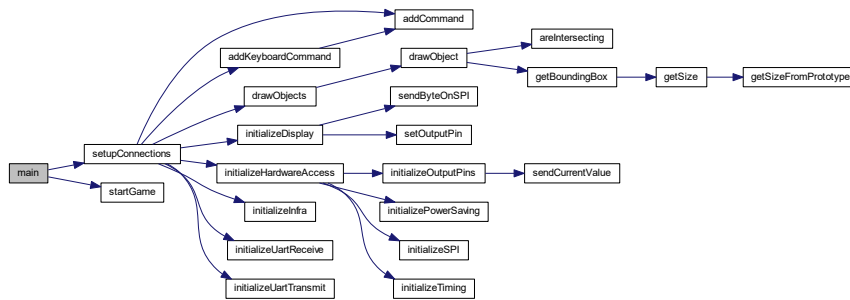 main
setupConnections
startGame
addCommand
addKeyboardCommand
drawObjects
initializeDisplay
initializeHardwareAccess
initializeInfra
initializeUartReceive
initializeUartTransmit
drawObject
sendByteOnSPI
setOutputPin
initializeOutputPins
initializePowerSaving
initializeSPI
initializeTiming
areIntersecting
getBoundingBox
sendCurrentValue
getSize
getSizeFromPrototype